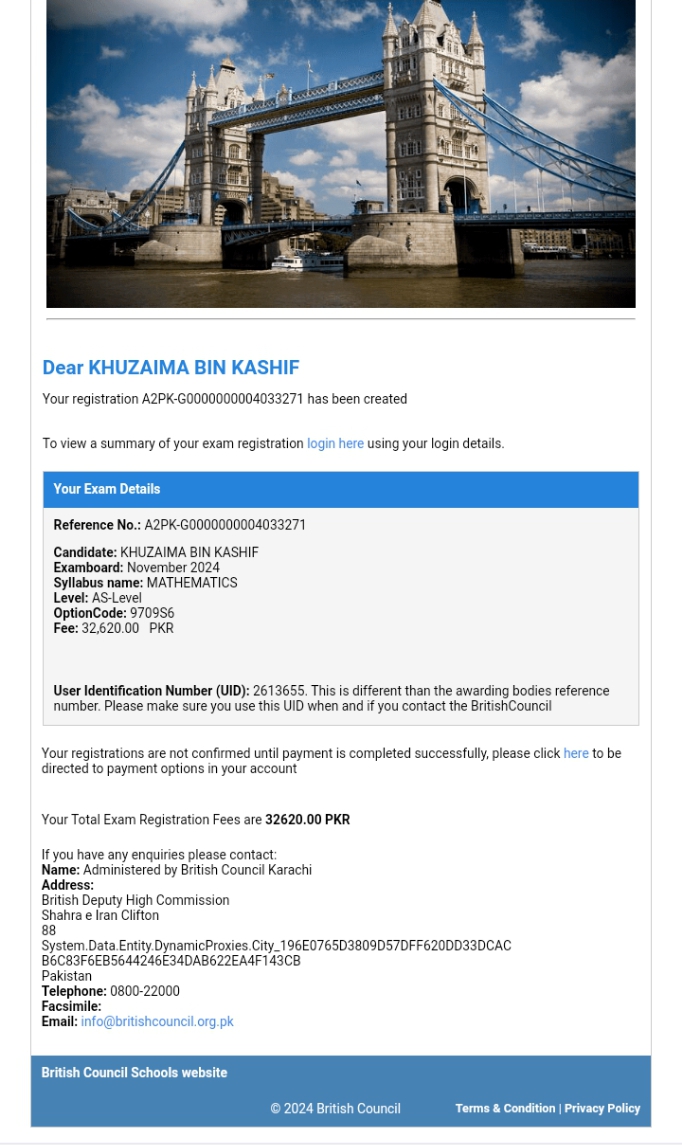 Dear KHUZAIMA BIN KASHIF
Your registration A2PK-G0000000004033271 has been created
To view a summary of your exam registration login here using your login details.
Your Exam Details
Reference No.: A2PK-G0000000004033271
Candidate: KHUZAIMA BIN KASHIF
Examboard: November 2024
Syllabus name: MATHEMATICS
Level: AS-Level
OptionCode: 9709S6
Fee: 32,620.00 PKR
User Identification Number (UID): 2613655. This is different than the awarding bodies reference
number. Please make sure you use this UID when and if you contact the BritishCouncil
Your registrations are not confirmed until payment is completed successfully, please click here to be
directed to payment options in your account
Your Total Exam Registration Fees are 32620.00 PKR
If you have any enquiries please contact:
Name: Administered by British Council Karachi
Address:
British Deputy High Commission
Shahra e Iran Clifton
88
System.Data.Entity.DynamicProxies.City_196E0765D3809D57DFF620DD33DCAC
B6C83F6EB5644246E34DAB622EA4F143CB
Pakistan
Telephone: 0800-22000
Facsimile:
Email: info@britishcouncil.org.pk
British Council Schools website
© 2024 British Council Terms & Condition | Privacy Policy